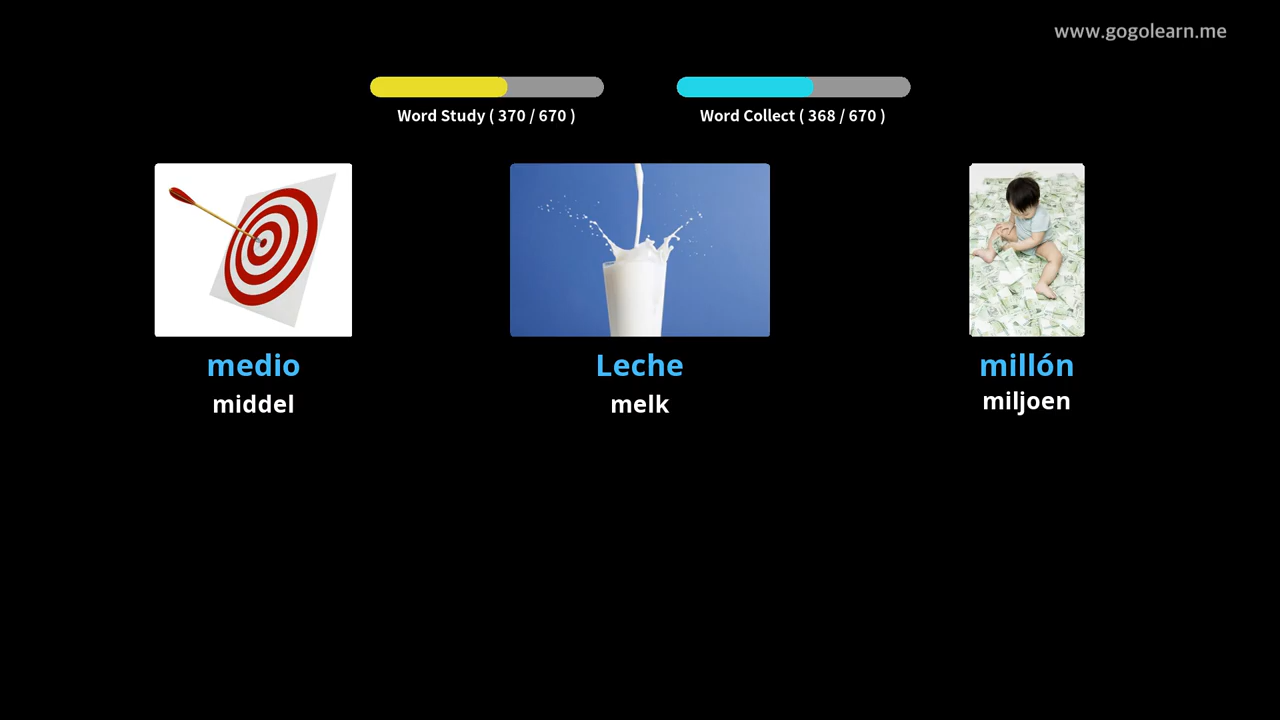 www.gogolearn.me
Word Study ( 370 / 670 )
Word Collect ( 368 / 670 )
medio
middel
Leche
melk
millón
miljoen